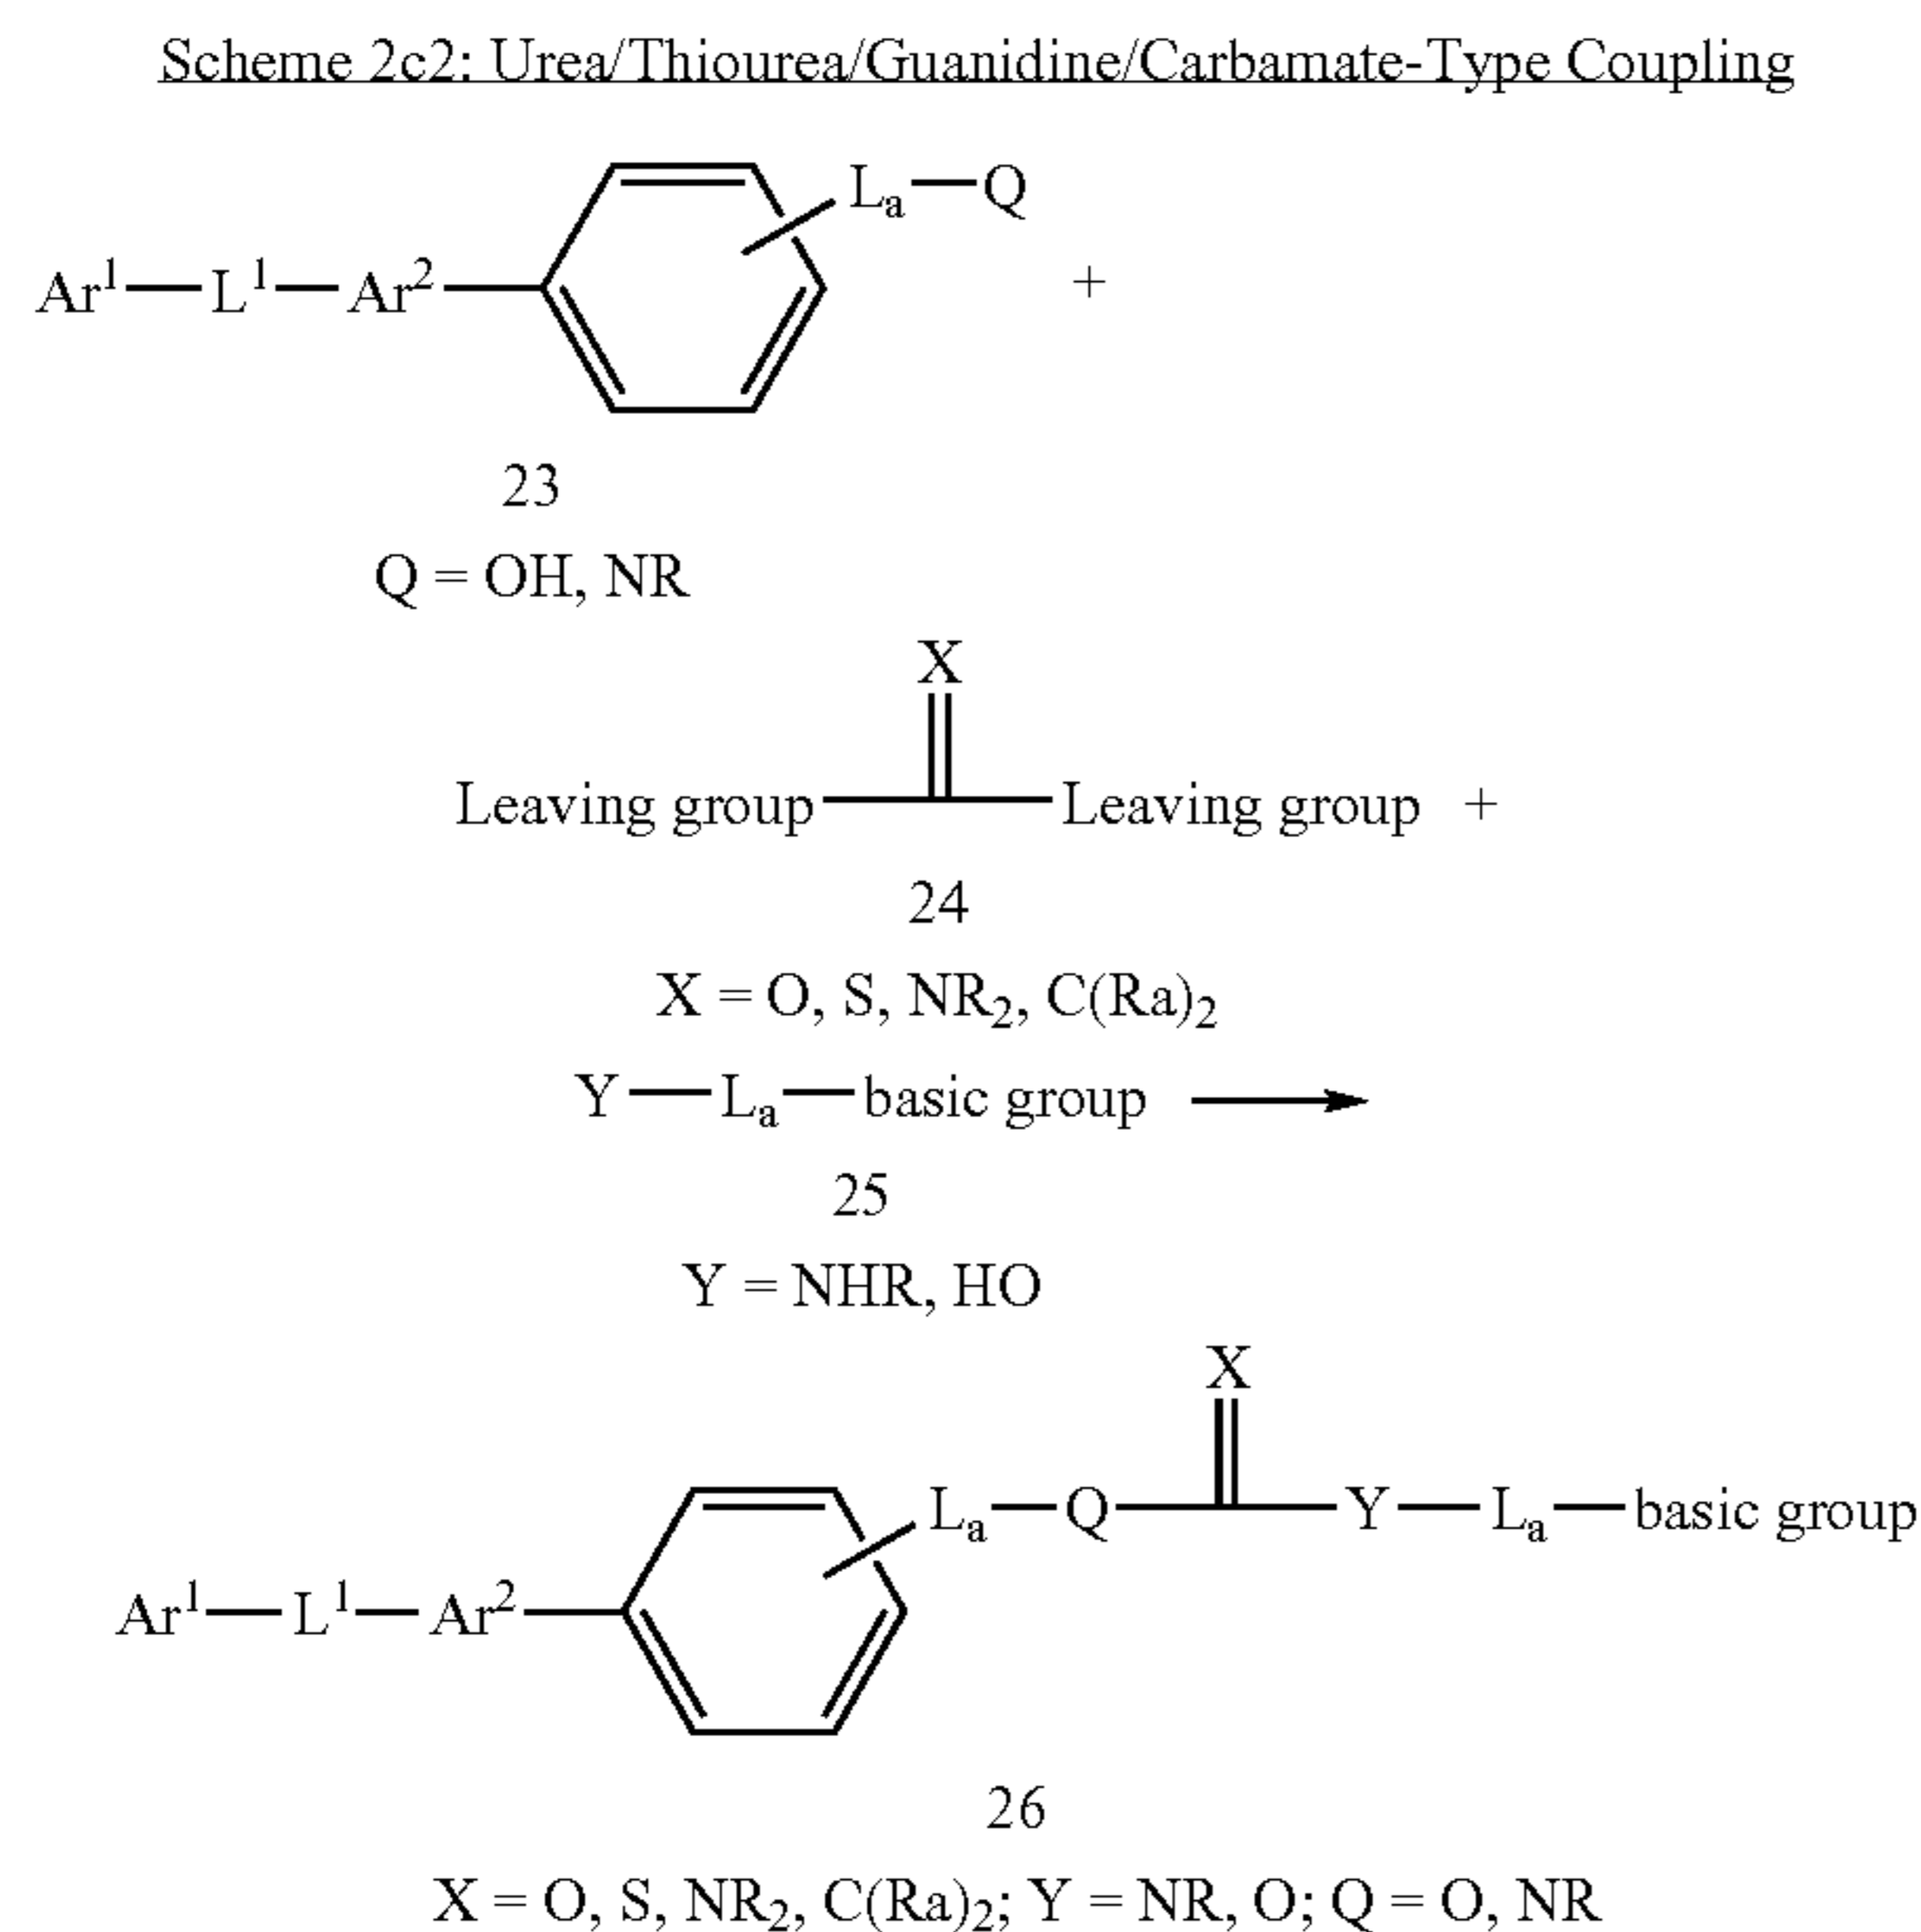 Scheme 2c2: Urea/Thiourea/Guanidine/Carbamate-Type Coupling
Lₐ—Q
Ar¹—L¹—Ar² +
23
Q = OH, NR
X
Leaving group Leaving group +
24
X = O, S, NR₂, C(Ra)₂
Y—Lₐ—basic group
25
Y = NHR, HO
X
Lₐ—Q Y—Lₐ—basic group
Ar¹—L¹—Ar²
26
X = O, S, NR₂, C(Ra)₂; Y = NR, O; Q = O, NR